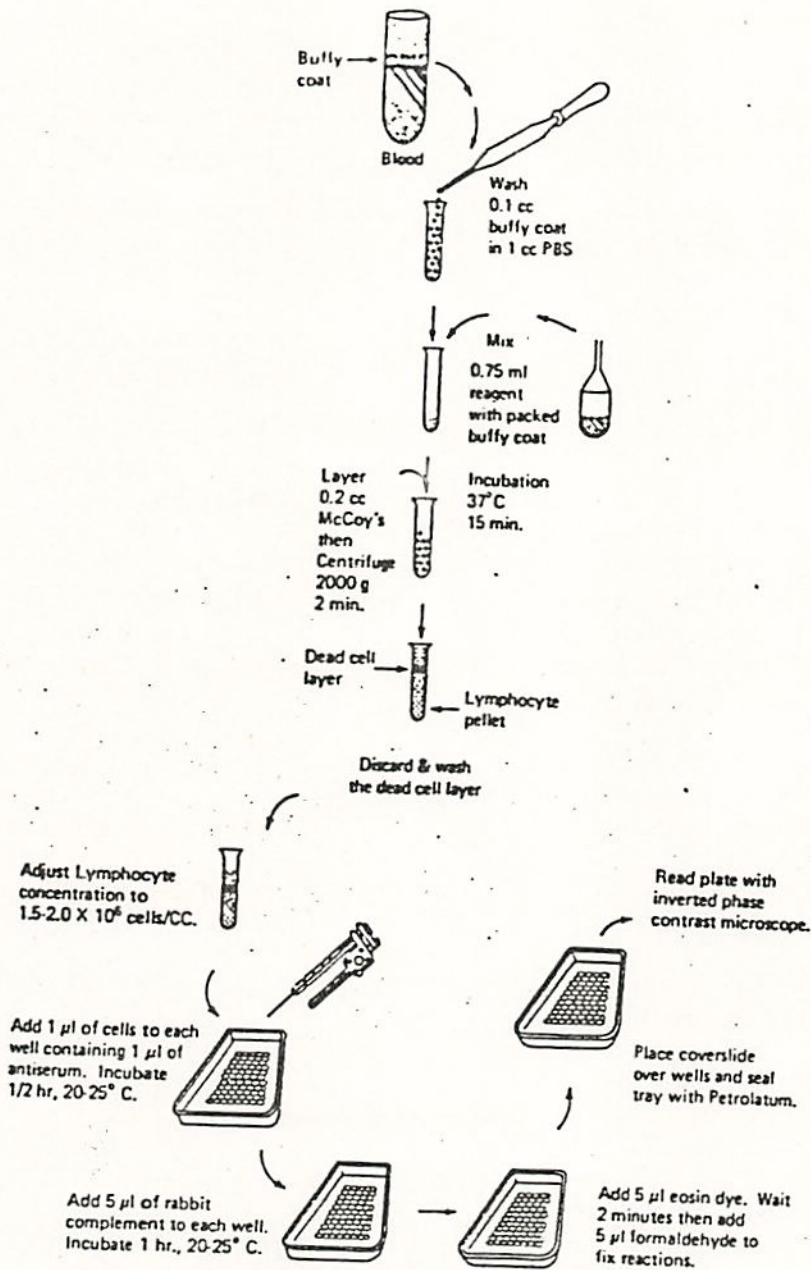 Buffy
coat
Blood
Wash
0.1 cc
buffy coat
in 1 cc PBS
Mix
0.75 ml
reagent
with packed
buffy coat
Layer
0.2 cc
McCoy's
then
Centrifuge
2000 g
2 min.
Incubation
37°C
15 min.
Dead cell
layer
Lymphocyte
pellet
Discard & wash
the dead cell layer
Adjust Lymphocyte
concentration to
1.5-2.0 X 10⁶ cells/CC.
Add 1 µl of cells to each
well containing 1 µl of
antiserum. Incubate
1/2 hr, 20-25° C.
Add 5 µl of rabbit
complement to each well.
Incubate 1 hr., 20-25° C.
Add 5 µl eosin dye. Wait
2 minutes then add
5 µl formaldehyde to
fix reactions.
Place coverslide
over wells and seal
tray with Petrolatum.
Read plate with
inverted phase
contrast microscope.